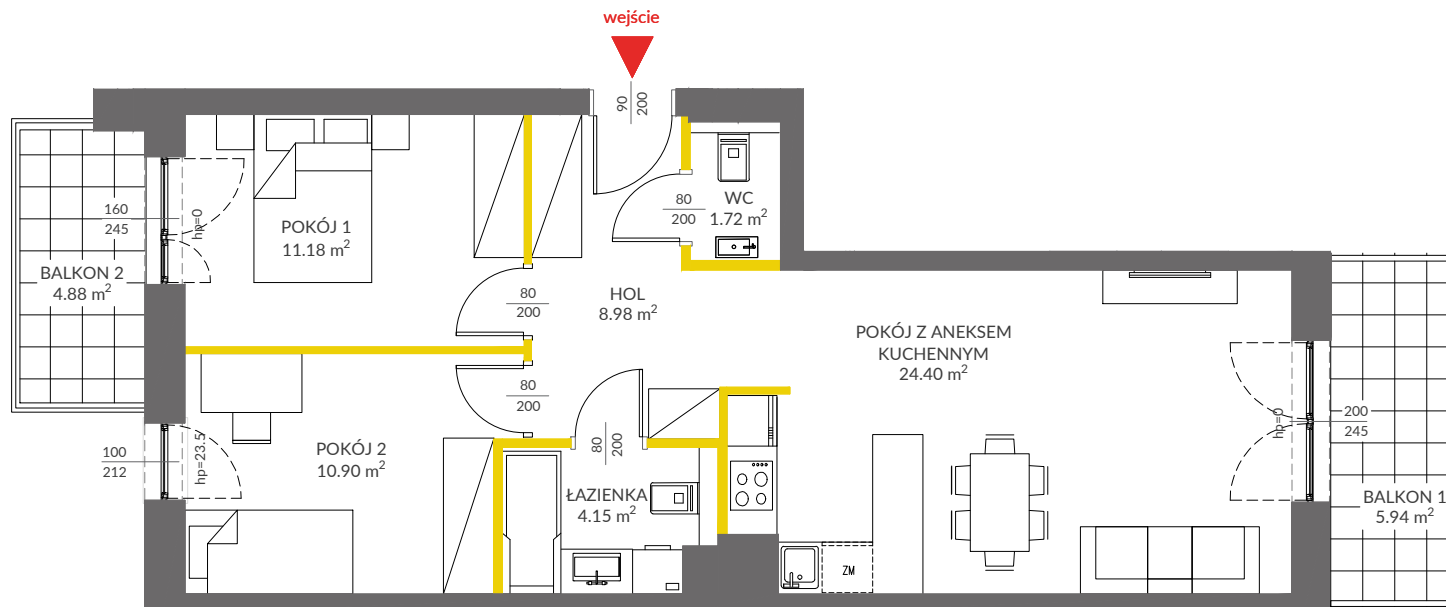 wejście
90
200
POKÓJ 1
11.18 m²
160
245
hp=0
BALKON 2
4.88 m²
80
200
WC
1.72 m²
80
200
HOL
8.98 m²
POKÓJ Z ANEKSEM
KUCHENNYM
24.40 m²
80
200
100
212
hp=23.5
POKÓJ 2
10.90 m²
80
200
ŁAZIENKA
4.15 m²
ZM
hp=0
200
245
BALKON 1
5.94 m²